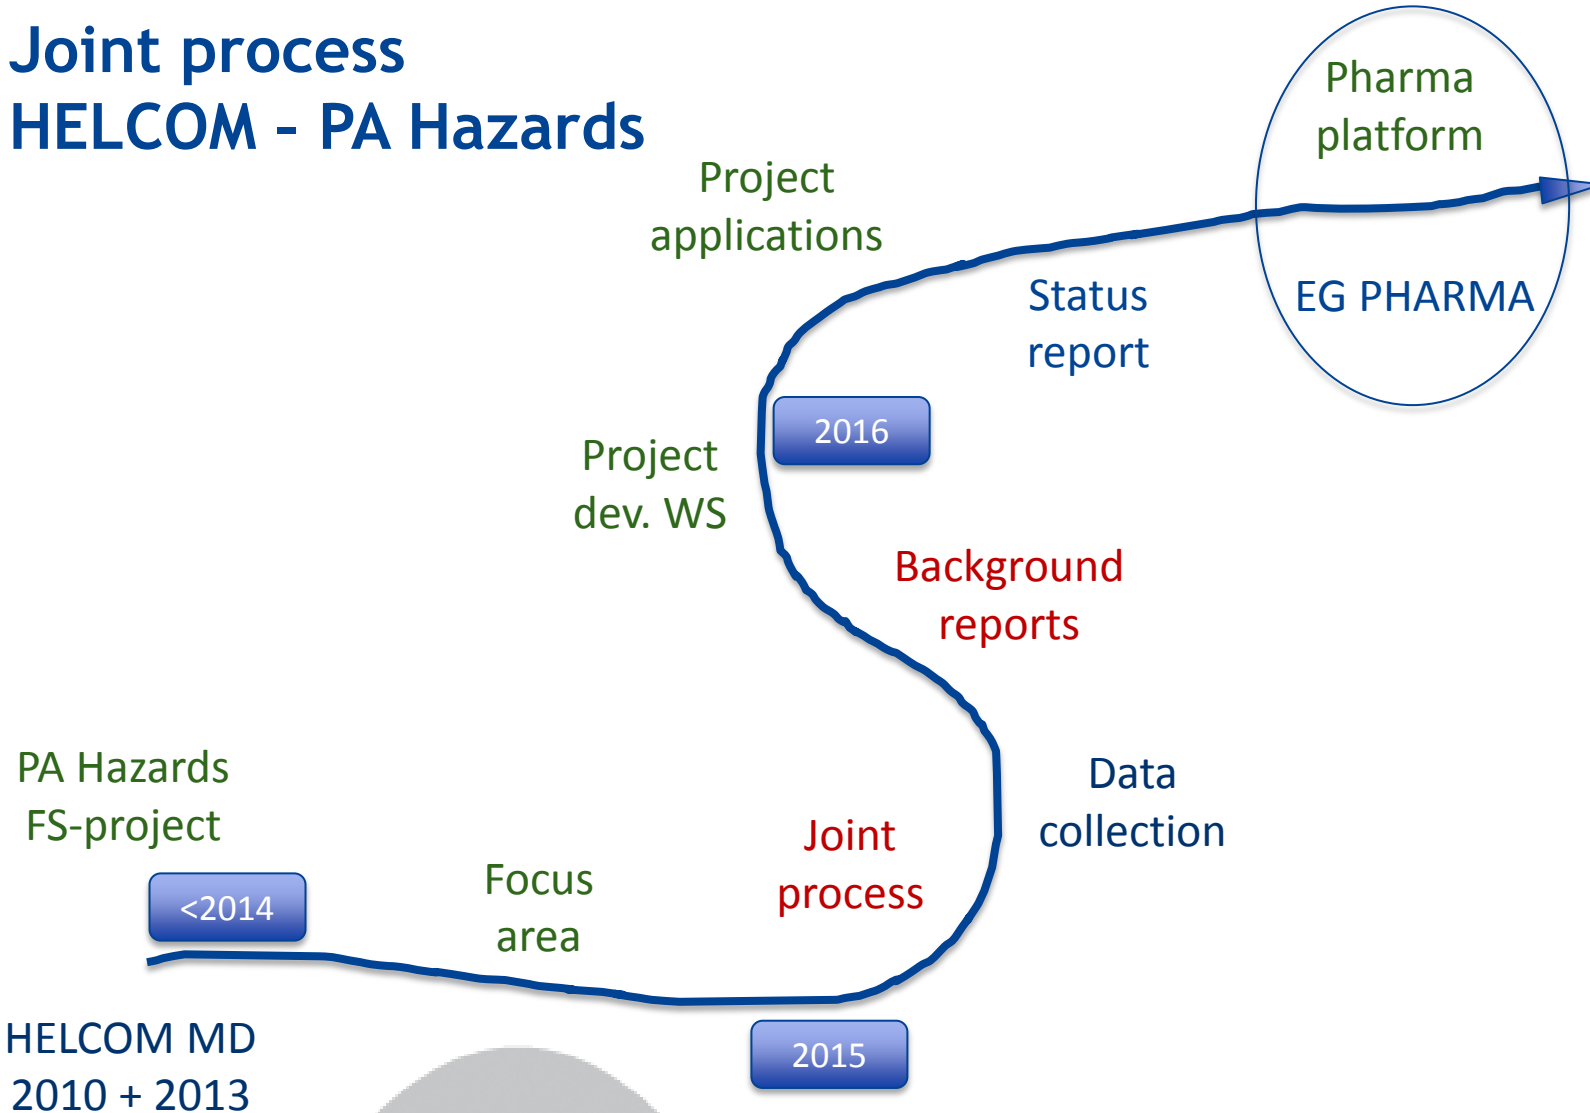 Joint process
HELCOM – PA Hazards
Pharma
platform
Project
applications
Status
report
EG PHARMA
2016
Project
dev. WS
Background
reports
PA Hazards
FS-project
Data
collection
Joint
process
Focus
area
<2014
HELCOM MD
2010 + 2013
2015